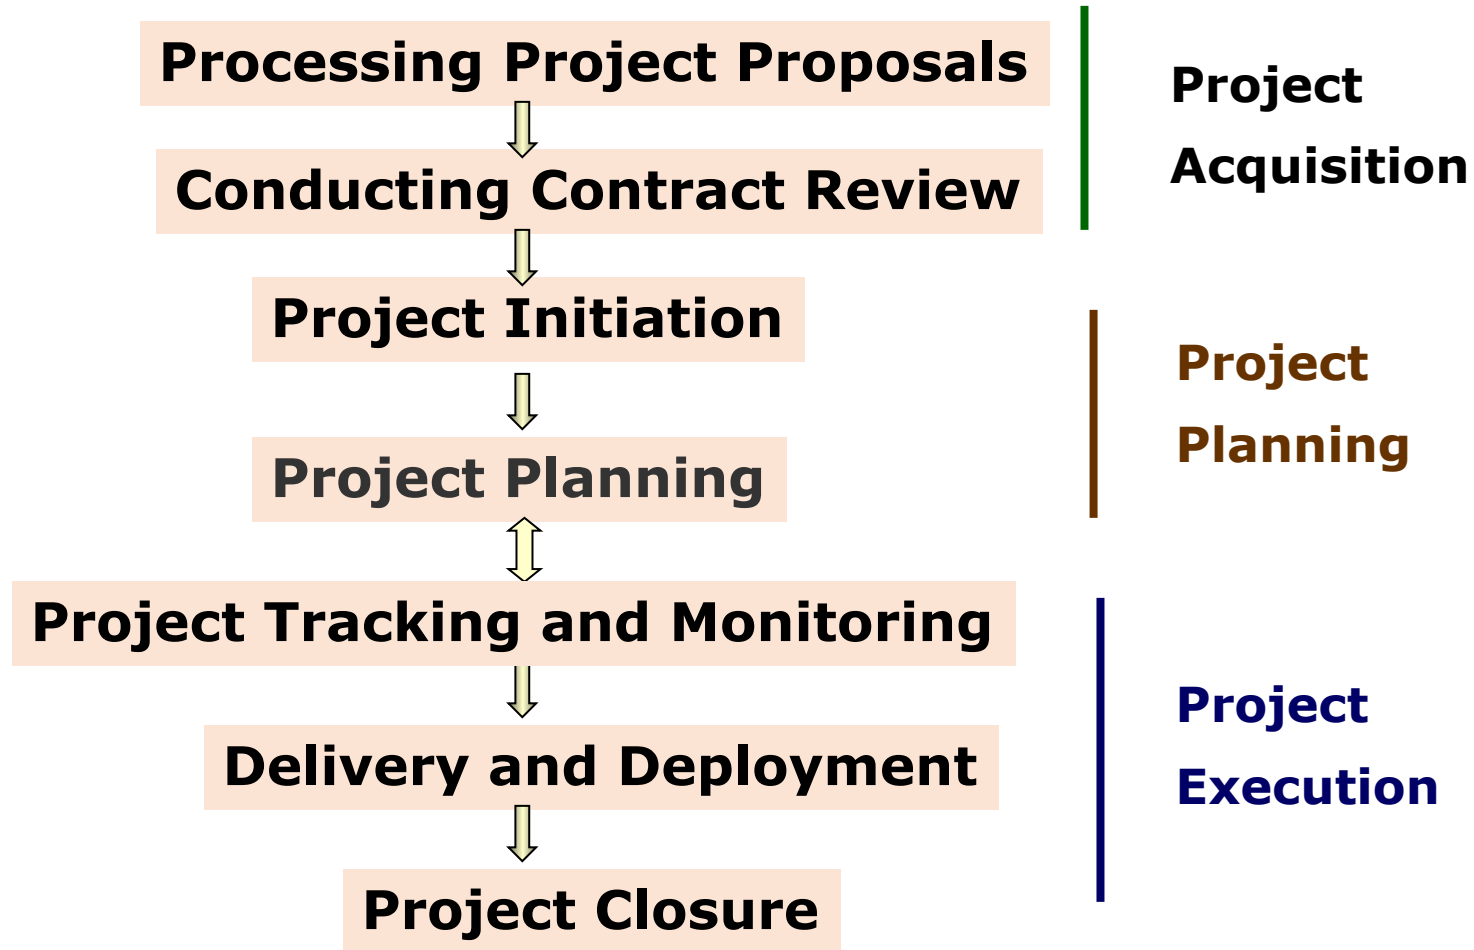 Processing Project Proposals
Conducting Contract Review
Project
Acquisition
Project Initiation
Project Planning
Project
Planning
Project Tracking and Monitoring
Delivery and Deployment
Project Closure
Project
Execution